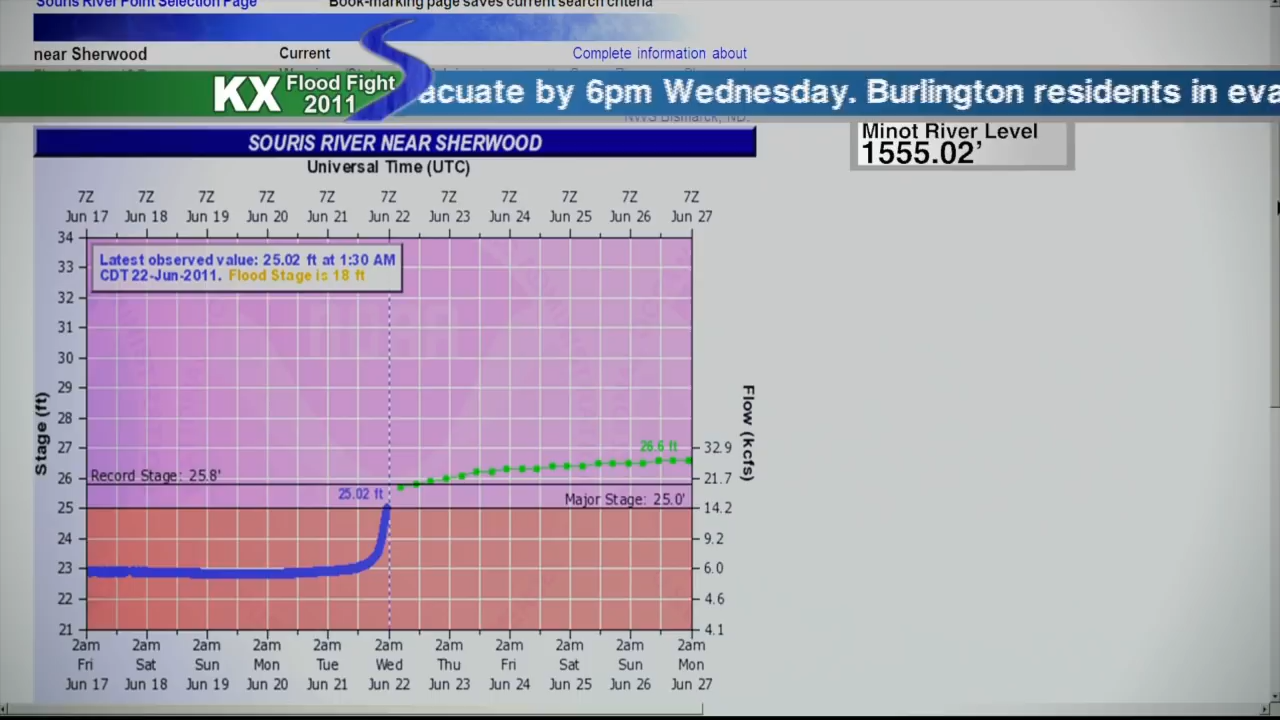 Souris River Point Selection Page
Book-marking page saves current search criteria
near Sherwood
Current
Complete information about
KX Flood Fight 2011
acuate by 6pm Wednesday. Burlington residents in eva
NWS Bismarck, ND.
Minot River Level
1555.02'
SOURIS RIVER NEAR SHERWOOD
Universal Time (UTC)
7Z 7Z 7Z 7Z 7Z 7Z 7Z 7Z 7Z 7Z 7Z
Jun 17 Jun 18 Jun 19 Jun 20 Jun 21 Jun 22 Jun 23 Jun 24 Jun 25 Jun 26 Jun 27
Latest observed value: 25.02 ft at 1:30 AM
CDT 22-Jun-2011. Flood Stage is 18 ft
Stage (ft)
34
33
32
31
30
29
28
27
26
25
24
23
22
21
NOAA
26.6 ft
Record Stage: 25.8'
25.02 ft
Major Stage: 25.0'
Flow (kcfs)
32.9
21.7
14.2
9.2
6.0
4.6
4.1
2am 2am 2am 2am 2am 2am 2am 2am 2am 2am 2am
Fri Sat Sun Mon Tue Wed Thu Fri Sat Sun Mon
Jun 17 Jun 18 Jun 19 Jun 20 Jun 21 Jun 22 Jun 23 Jun 24 Jun 25 Jun 26 Jun 27